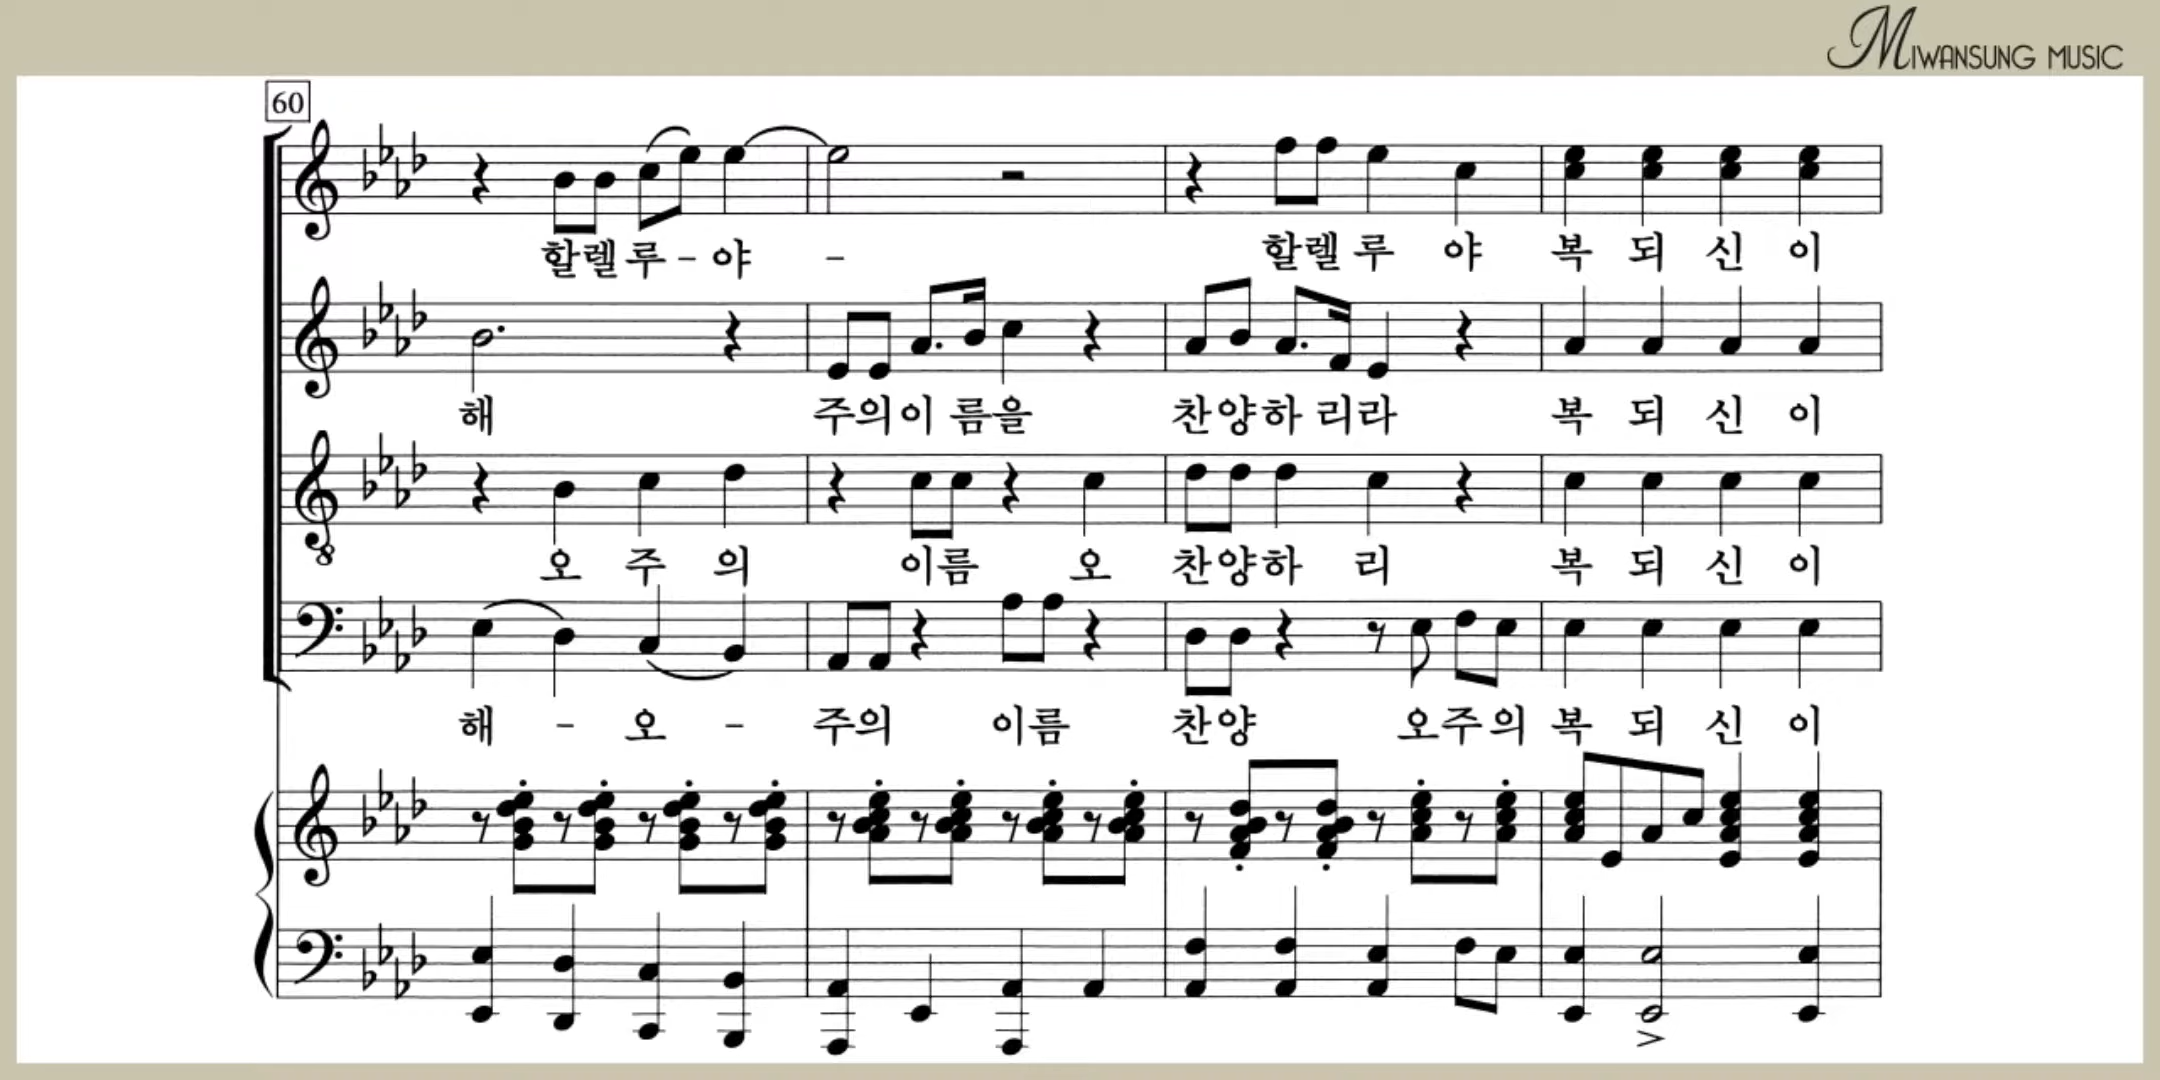 MIWANSUNG MUSIC
60
할렐루-야 - 할렐루 야 복 되 신 이
해 주의이 름을 찬양하 리라 복 되 신 이
8
오 주 의 이름 오 찬양하 리 복 되 신 이
해 - 오 - 주의 이름 찬양 오주의 복 되 신 이